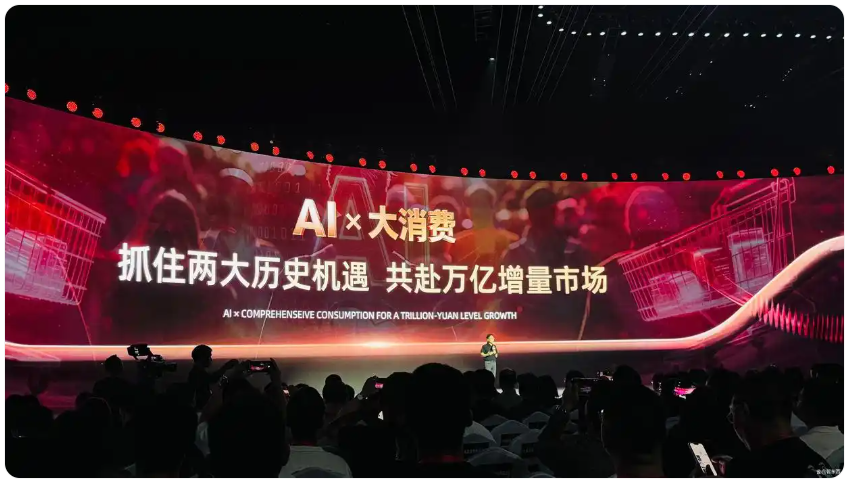 AI×大消费
抓住两大历史机遇 共赴万亿增量市场
AI × COMPREHENSEIVE CONSUMPTION FOR A TRILLION-YUAN LEVEL GROWTH